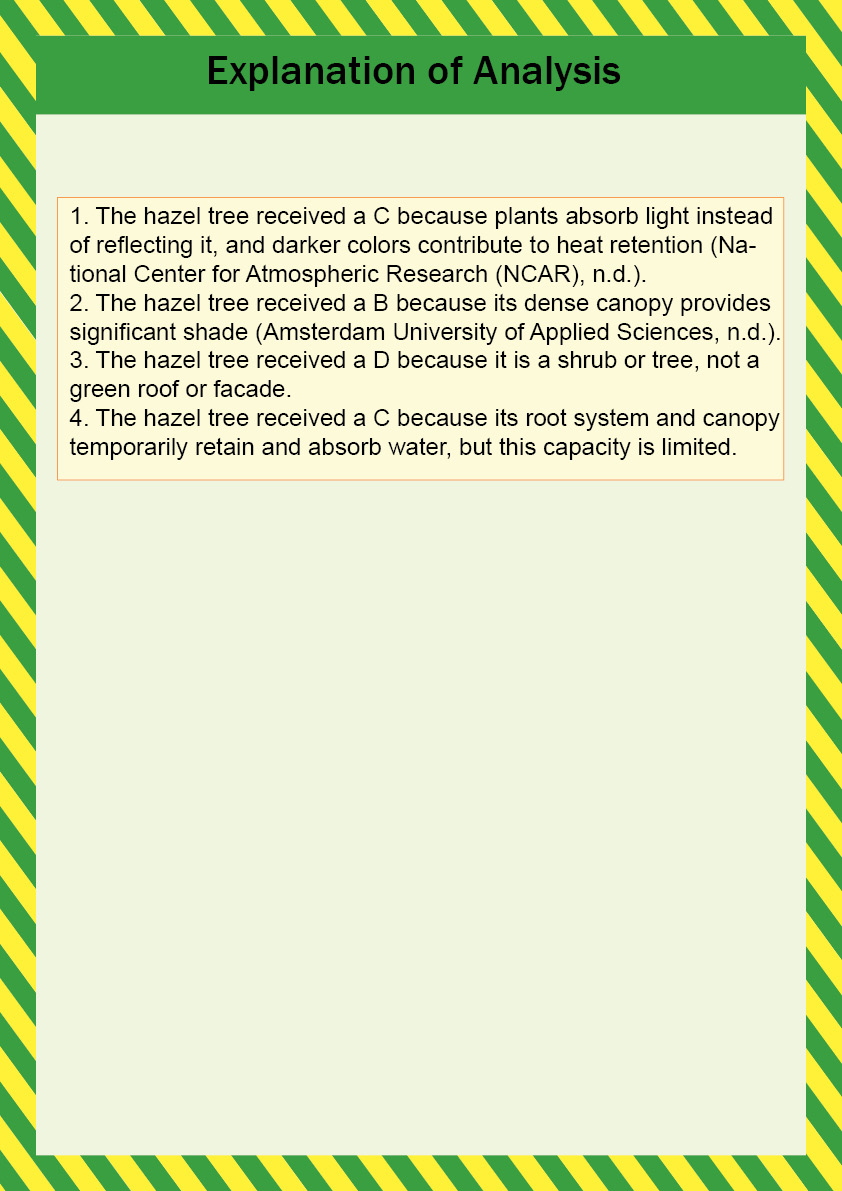 Explanation of Analysis
1. The hazel tree received a C because plants absorb light instead
of reflecting it, and darker colors contribute to heat retention (Na-
tional Center for Atmospheric Research (NCAR), n.d.).
2. The hazel tree received a B because its dense canopy provides
significant shade (Amsterdam University of Applied Sciences, n.d.).
3. The hazel tree received a D because it is a shrub or tree, not a
green roof or facade.
4. The hazel tree received a C because its root system and canopy
temporarily retain and absorb water, but this capacity is limited.